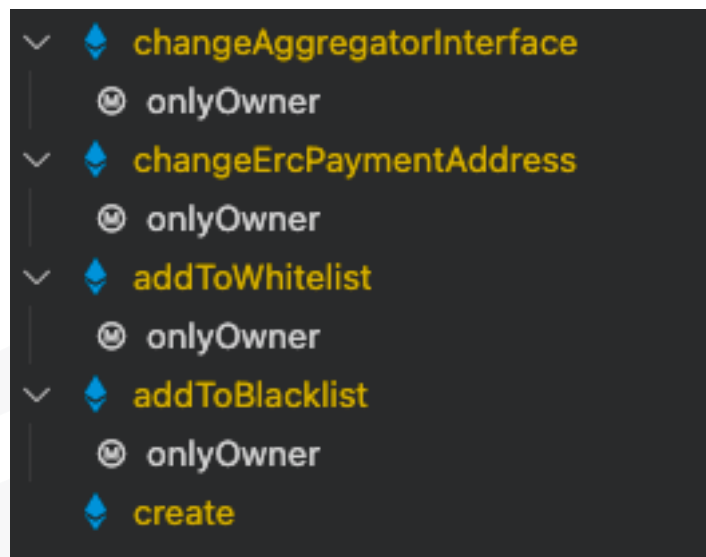 changeAggregatorInterface
onlyOwner
changeErcPaymentAddress
onlyOwner
addToWhitelist
onlyOwner
addToBlacklist
onlyOwner
create